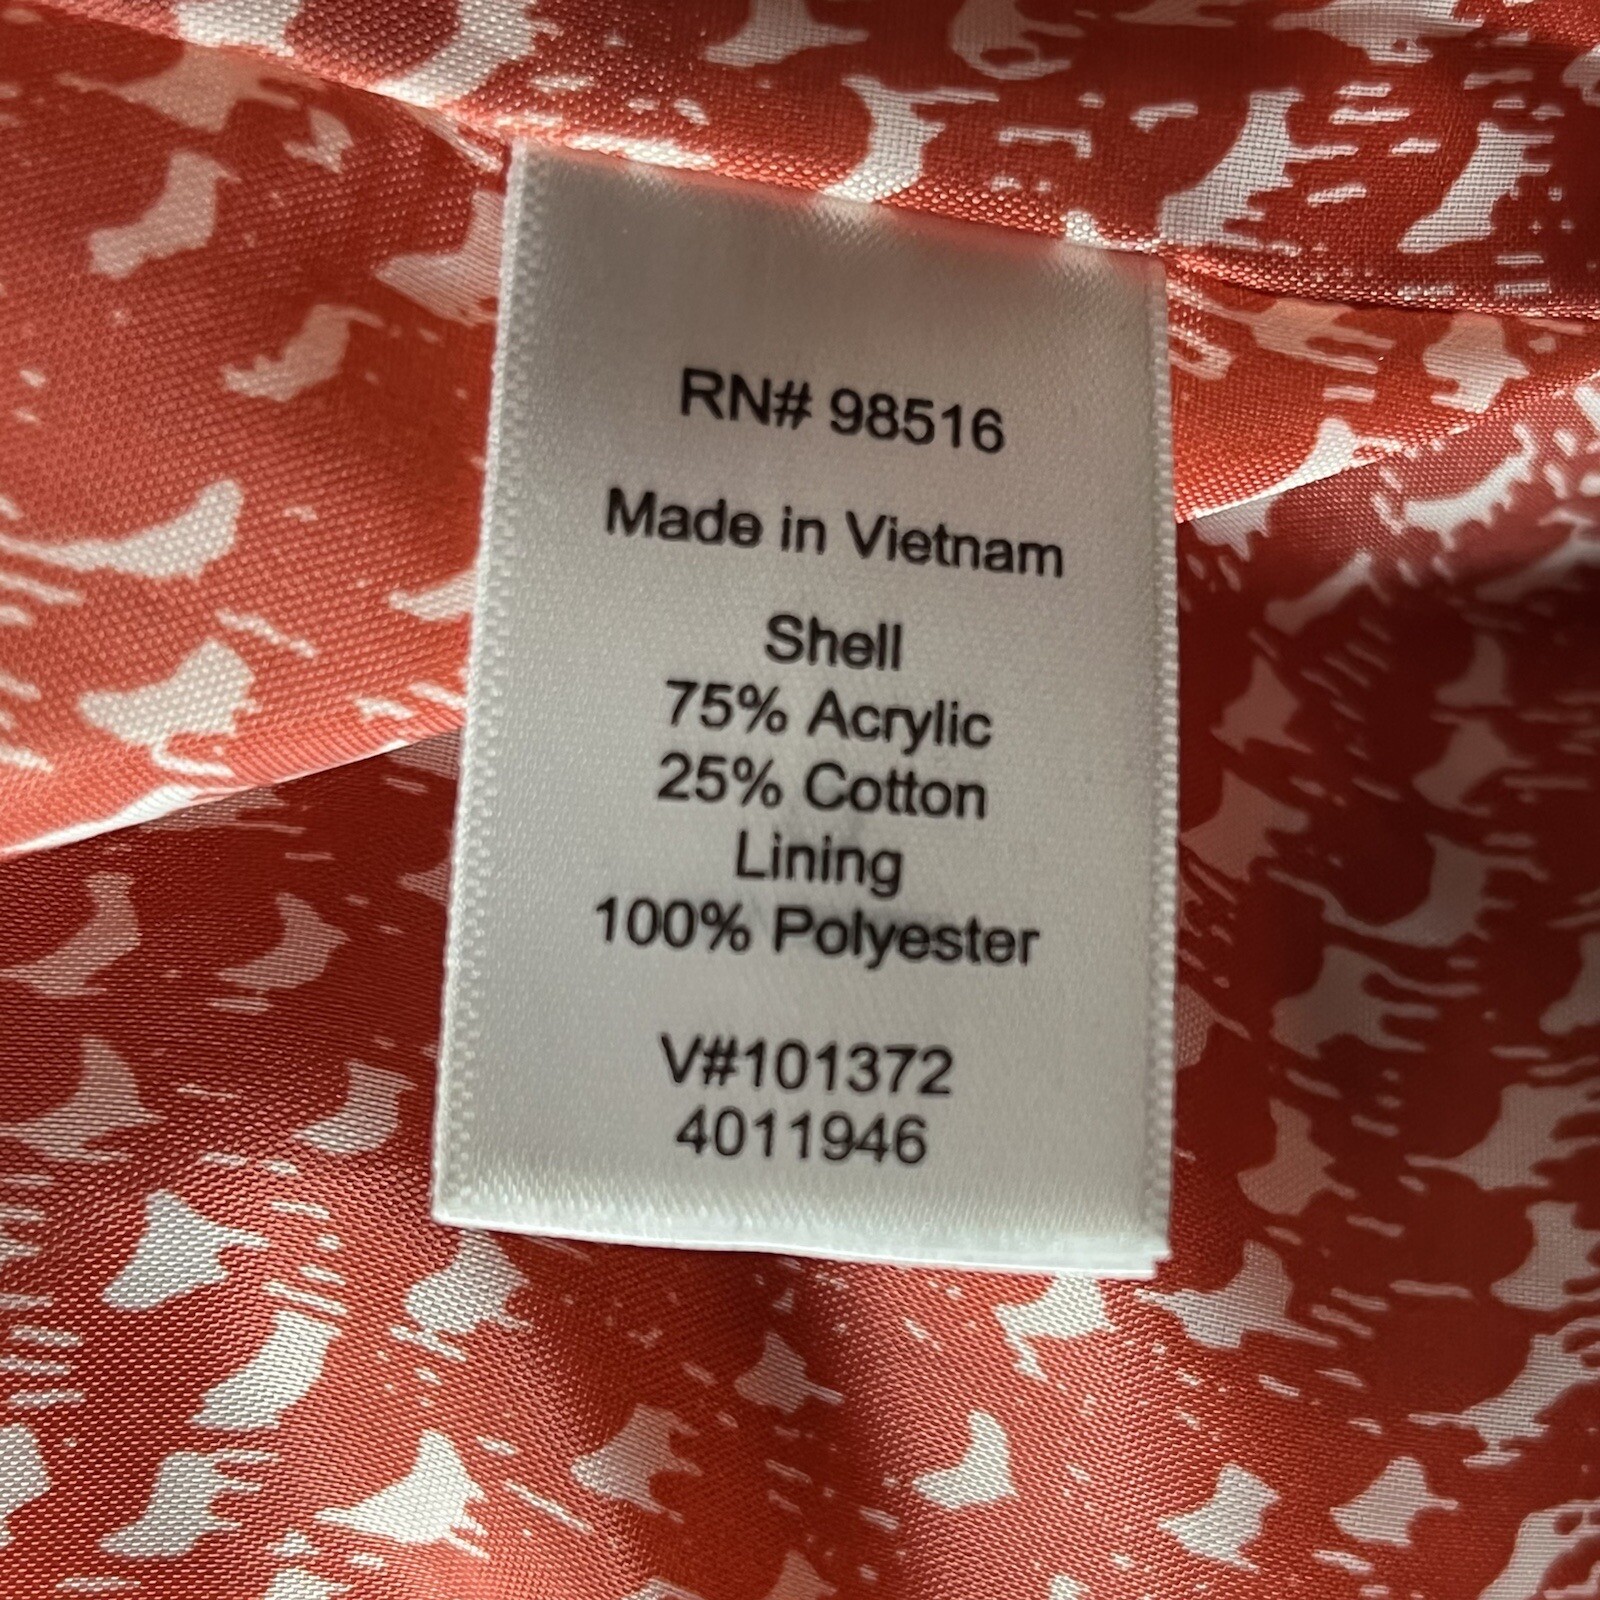 RN# 98516
Made in Vietnam
Shell
75% Acrylic
25% Cotton
Lining
100% Polyester
V#101372
4011946